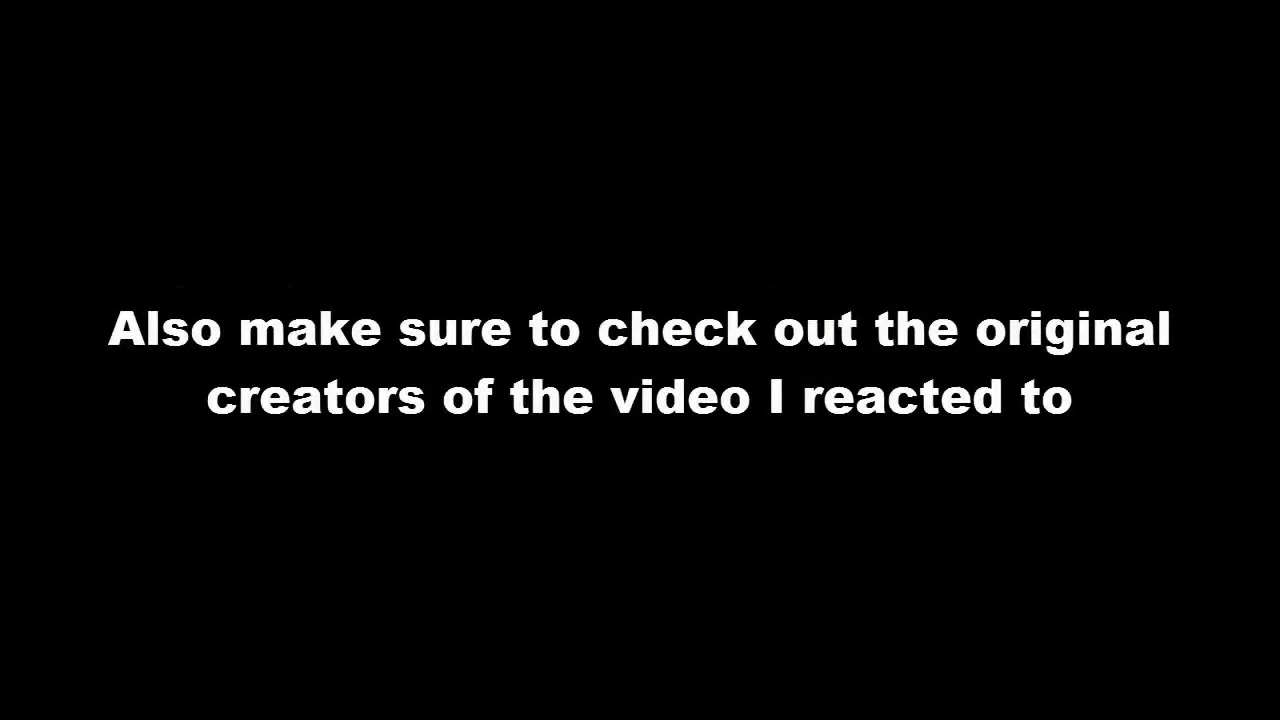 Also make sure to check out the original
creators of the video I reacted to